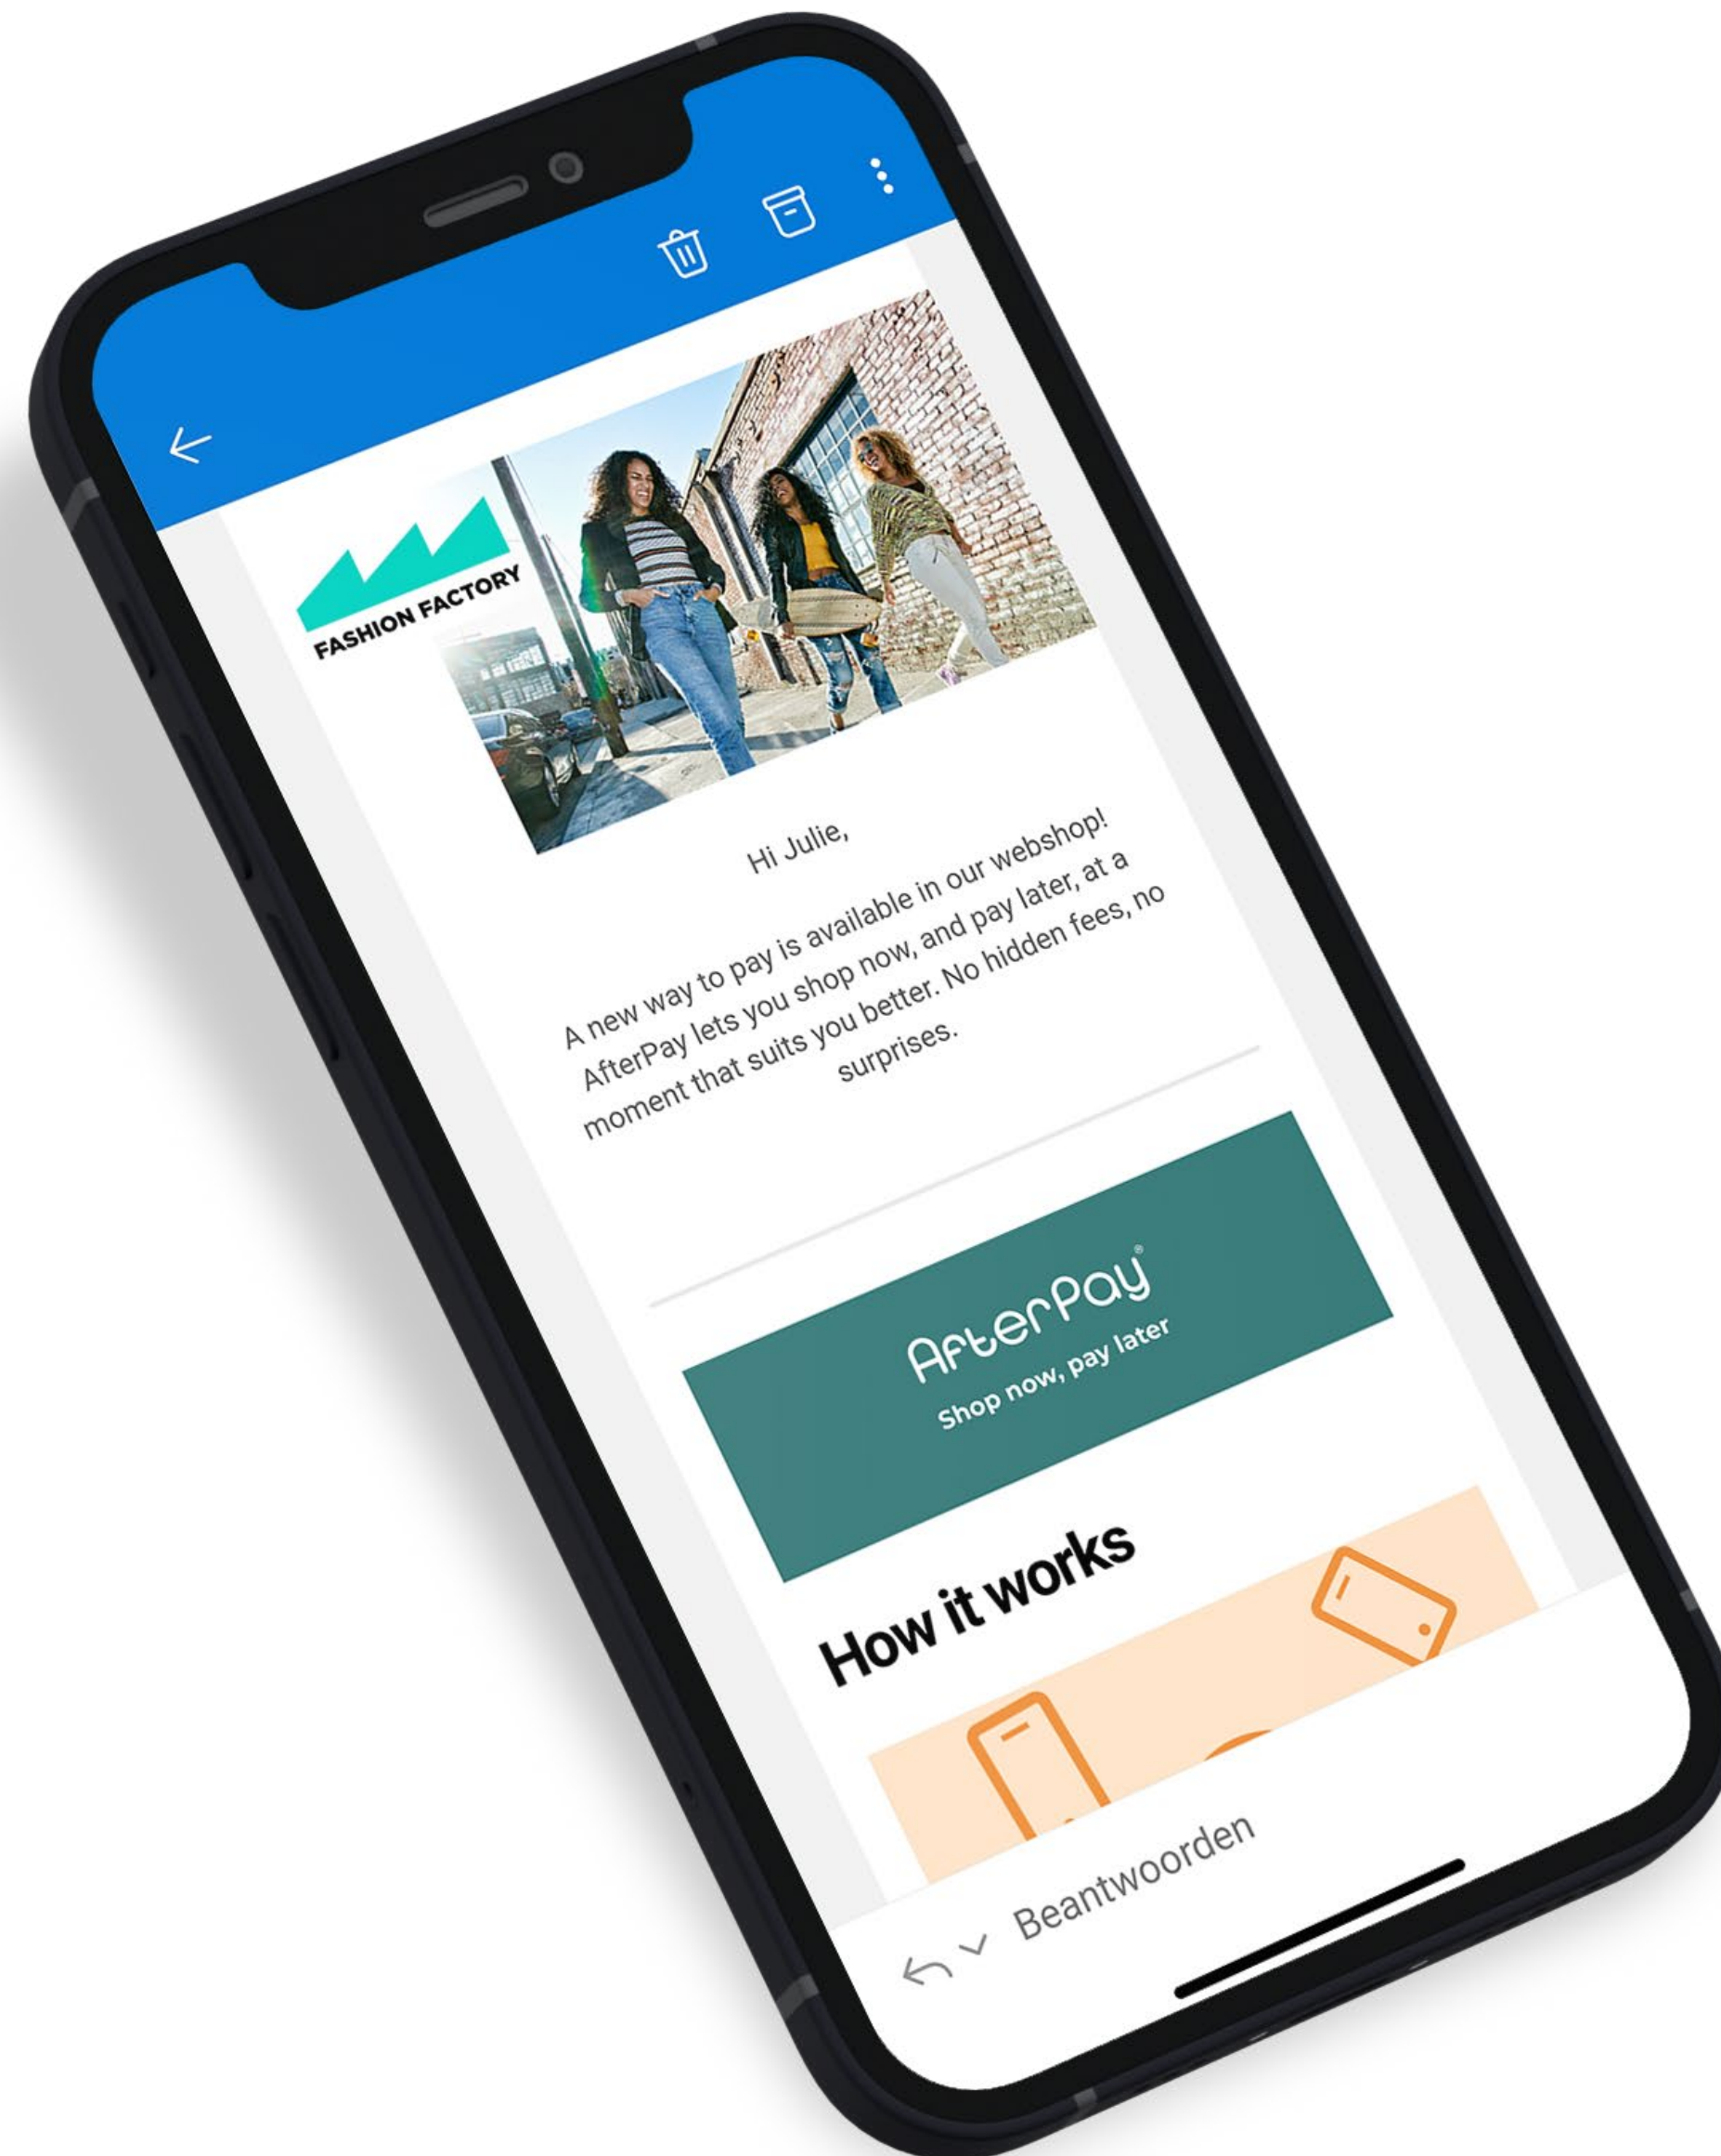 FASHION FACTORY
Hi Julie,
A new way to pay is available in our webshop!
AfterPay lets you shop now, and pay later, at a
moment that suits you better. No hidden fees, no
surprises.
AfterPay®
Shop now, pay later
How it works
Beantwoorden